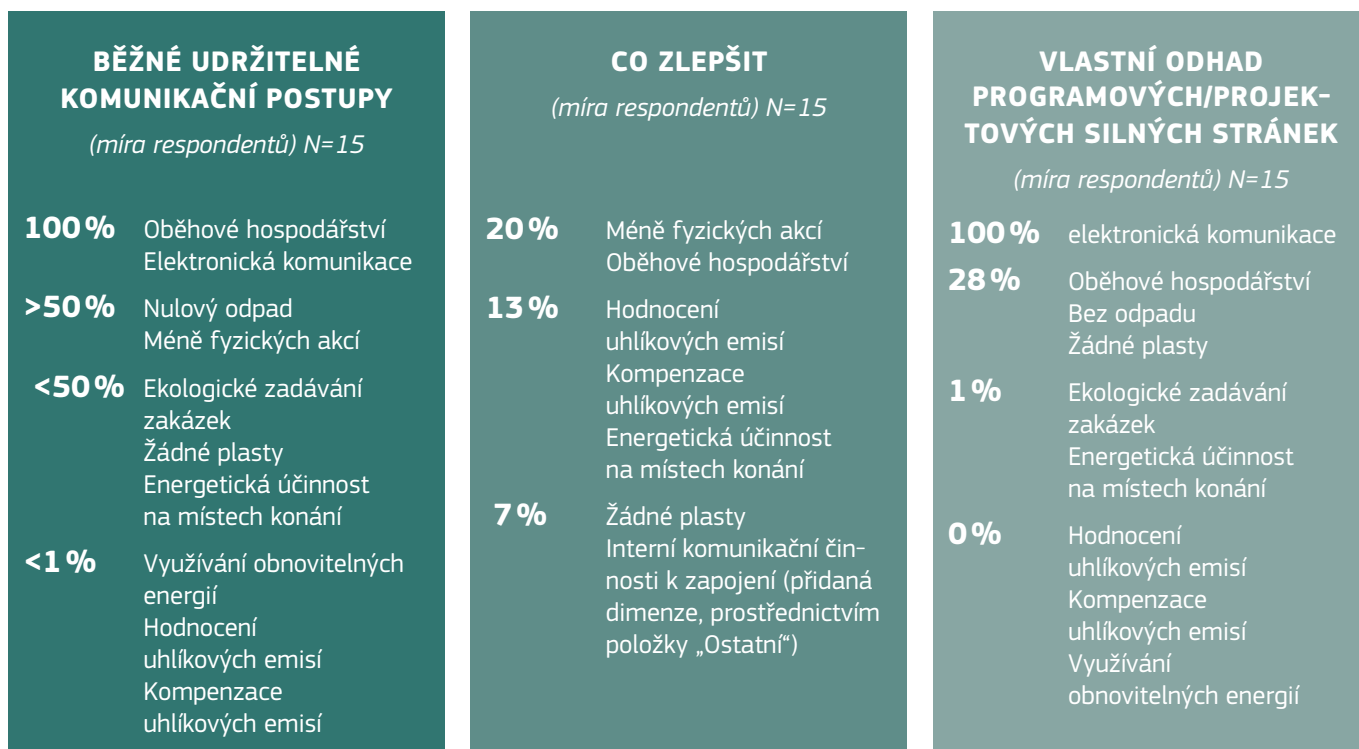 BĚŽNÉ UDRŽITELNÉ
KOMUNIKAČNÍ POSTUPY
(míra respondentů) N=15
100 % Oběhové hospodářství
Elektronická komunikace
>50 % Nulový odpad
Méně fyzických akcí
<50 % Ekologické zadávání
zakázek
Žádné plasty
Energetická účinnost
na místech konání
<1 % Využívání obnovitelných
energií
Hodnocení
uhlíkových emisí
Kompenzace
uhlíkových emisí
CO ZLEPŠIT
(míra respondentů) N=15
20 % Méně fyzických akcí
Oběhové hospodářství
13 % Hodnocení
uhlíkových emisí
Kompenzace
uhlíkových emisí
Energetická účinnost
na místech konání
7 % Žádné plasty
Interní komunikační čin-
nosti k zapojení (přidaná
dimenze, prostřednictvím
položky „Ostatní“)
VLASTNÍ ODHAD
PROGRAMOVÝCH/PROJEK-
TOVÝCH SILNÝCH STRÁNEK
(míra respondentů) N=15
100 % elektronická komunikace
28 % Oběhové hospodářství
Bez odpadu
Žádné plasty
1 % Ekologické zadávání
zakázek
Energetická účinnost
na místech konání
0 % Hodnocení
uhlíkových emisí
Kompenzace
uhlíkových emisí
Využívání
obnovitelných energií